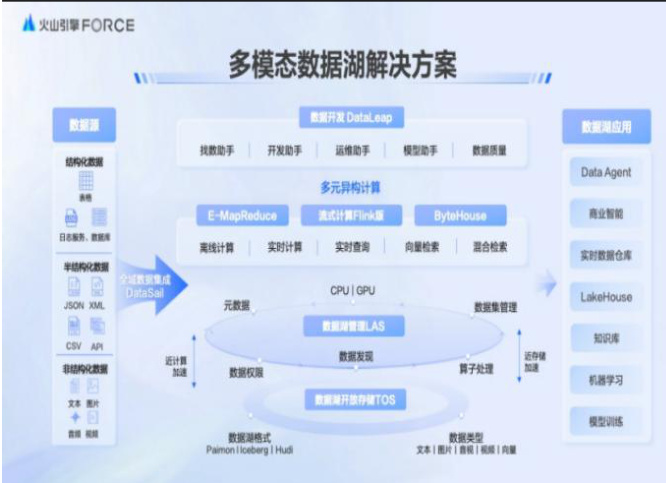 火山引擎FORCE
多模态数据湖解决方案
数据源
结构化数据
表格
日志服务、数据库
半结构化数据
JSON XML
CSV API
非结构化数据
文本 图片
音频 视频
全域数据集成
DataSail
数据开发 DataLeap
找数助手 | 开发助手 | 运维助手 | 模型助手 | 数据质量
多元异构计算
E-MapReduce 流式计算Flink版 ByteHouse
离线计算 | 实时计算 | 实时查询 | 向量检索 | 混合检索
CPU | GPU
元数据 数据集管理
数据湖管理LAS
数据发现
数据权限 算子处理
近计算
加速
近存储
加速
数据湖开放存储TOS
数据湖格式
Paimon | Iceberg | Hudi
数据类型
文本 | 图片 | 音视 | 视频 | 向量
数据湖应用
Data Agent
商业智能
实时数据仓库
LakeHouse
知识库
机器学习
模型训练